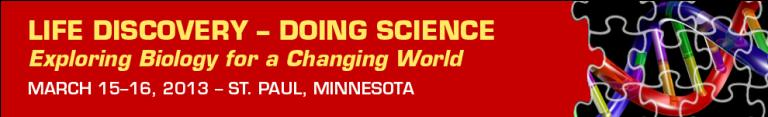 LIFE DISCOVERY – DOING SCIENCE
Exploring Biology for a Changing World
MARCH 15–16, 2013 – ST. PAUL, MINNESOTA